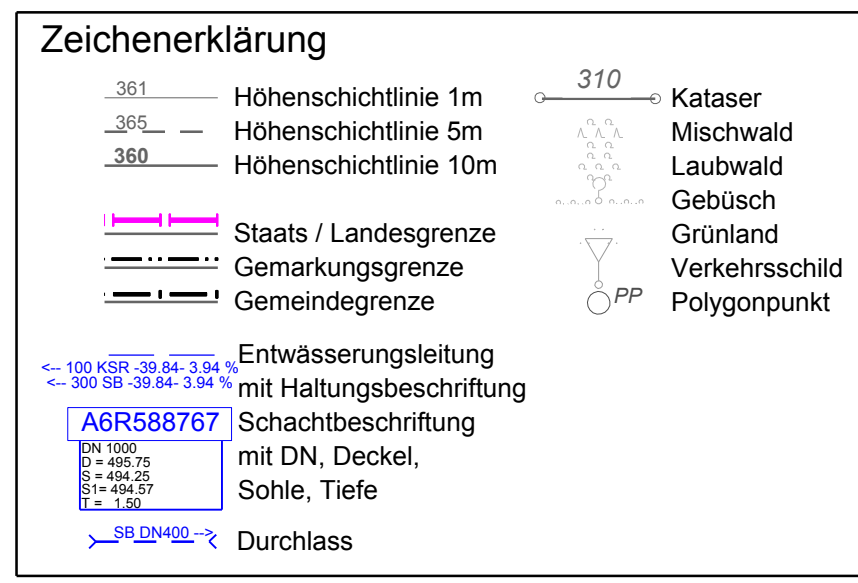 Zeichenerklärung
361 Höhenschichtlinie 1m
365 Höhenschichtlinie 5m
360 Höhenschichtlinie 10m
Staats / Landesgrenze
Gemarkungsgrenze
Gemeindegrenze
Entwässerungsleitung
<-- 100 KSR -39.84- 3.94 %
<-- 300 SB -39.84- 3.94 %
mit Haltungsbeschriftung
A6R588767 Schachtbeschriftung
DN 1000
D = 495.75
S = 494.25
S1= 494.57
T = 1.50
mit DN, Deckel,
Sohle, Tiefe
SB DN400 --> Durchlass
310 Kataser
Mischwald
Laubwald
Gebüsch
Grünland
Verkehrsschild
PP Polygonpunkt